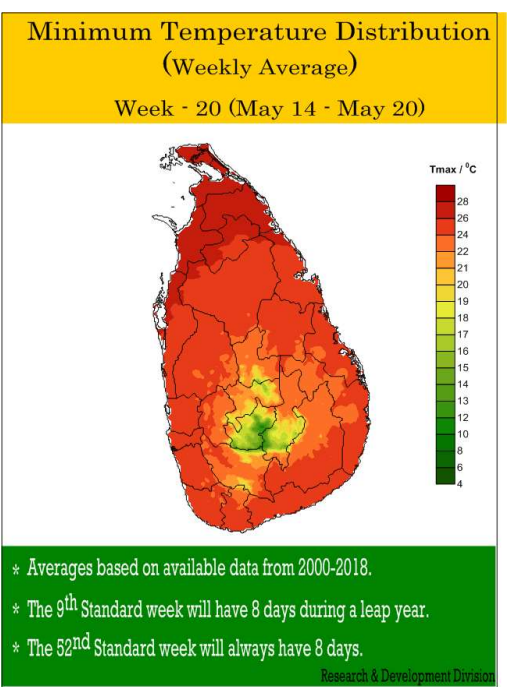 Minimum Temperature Distribution
(Weekly Average)
Week - 20 (May 14 - May 20)
Tmax / ⁰C
28
26
24
22
21
20
19
18
17
16
15
14
13
12
10
8
6
4
* Averages based on available data from 2000-2018.
* The 9th Standard week will have 8 days during a leap year.
* The 52nd Standard week will always have 8 days.
Research & Development Division